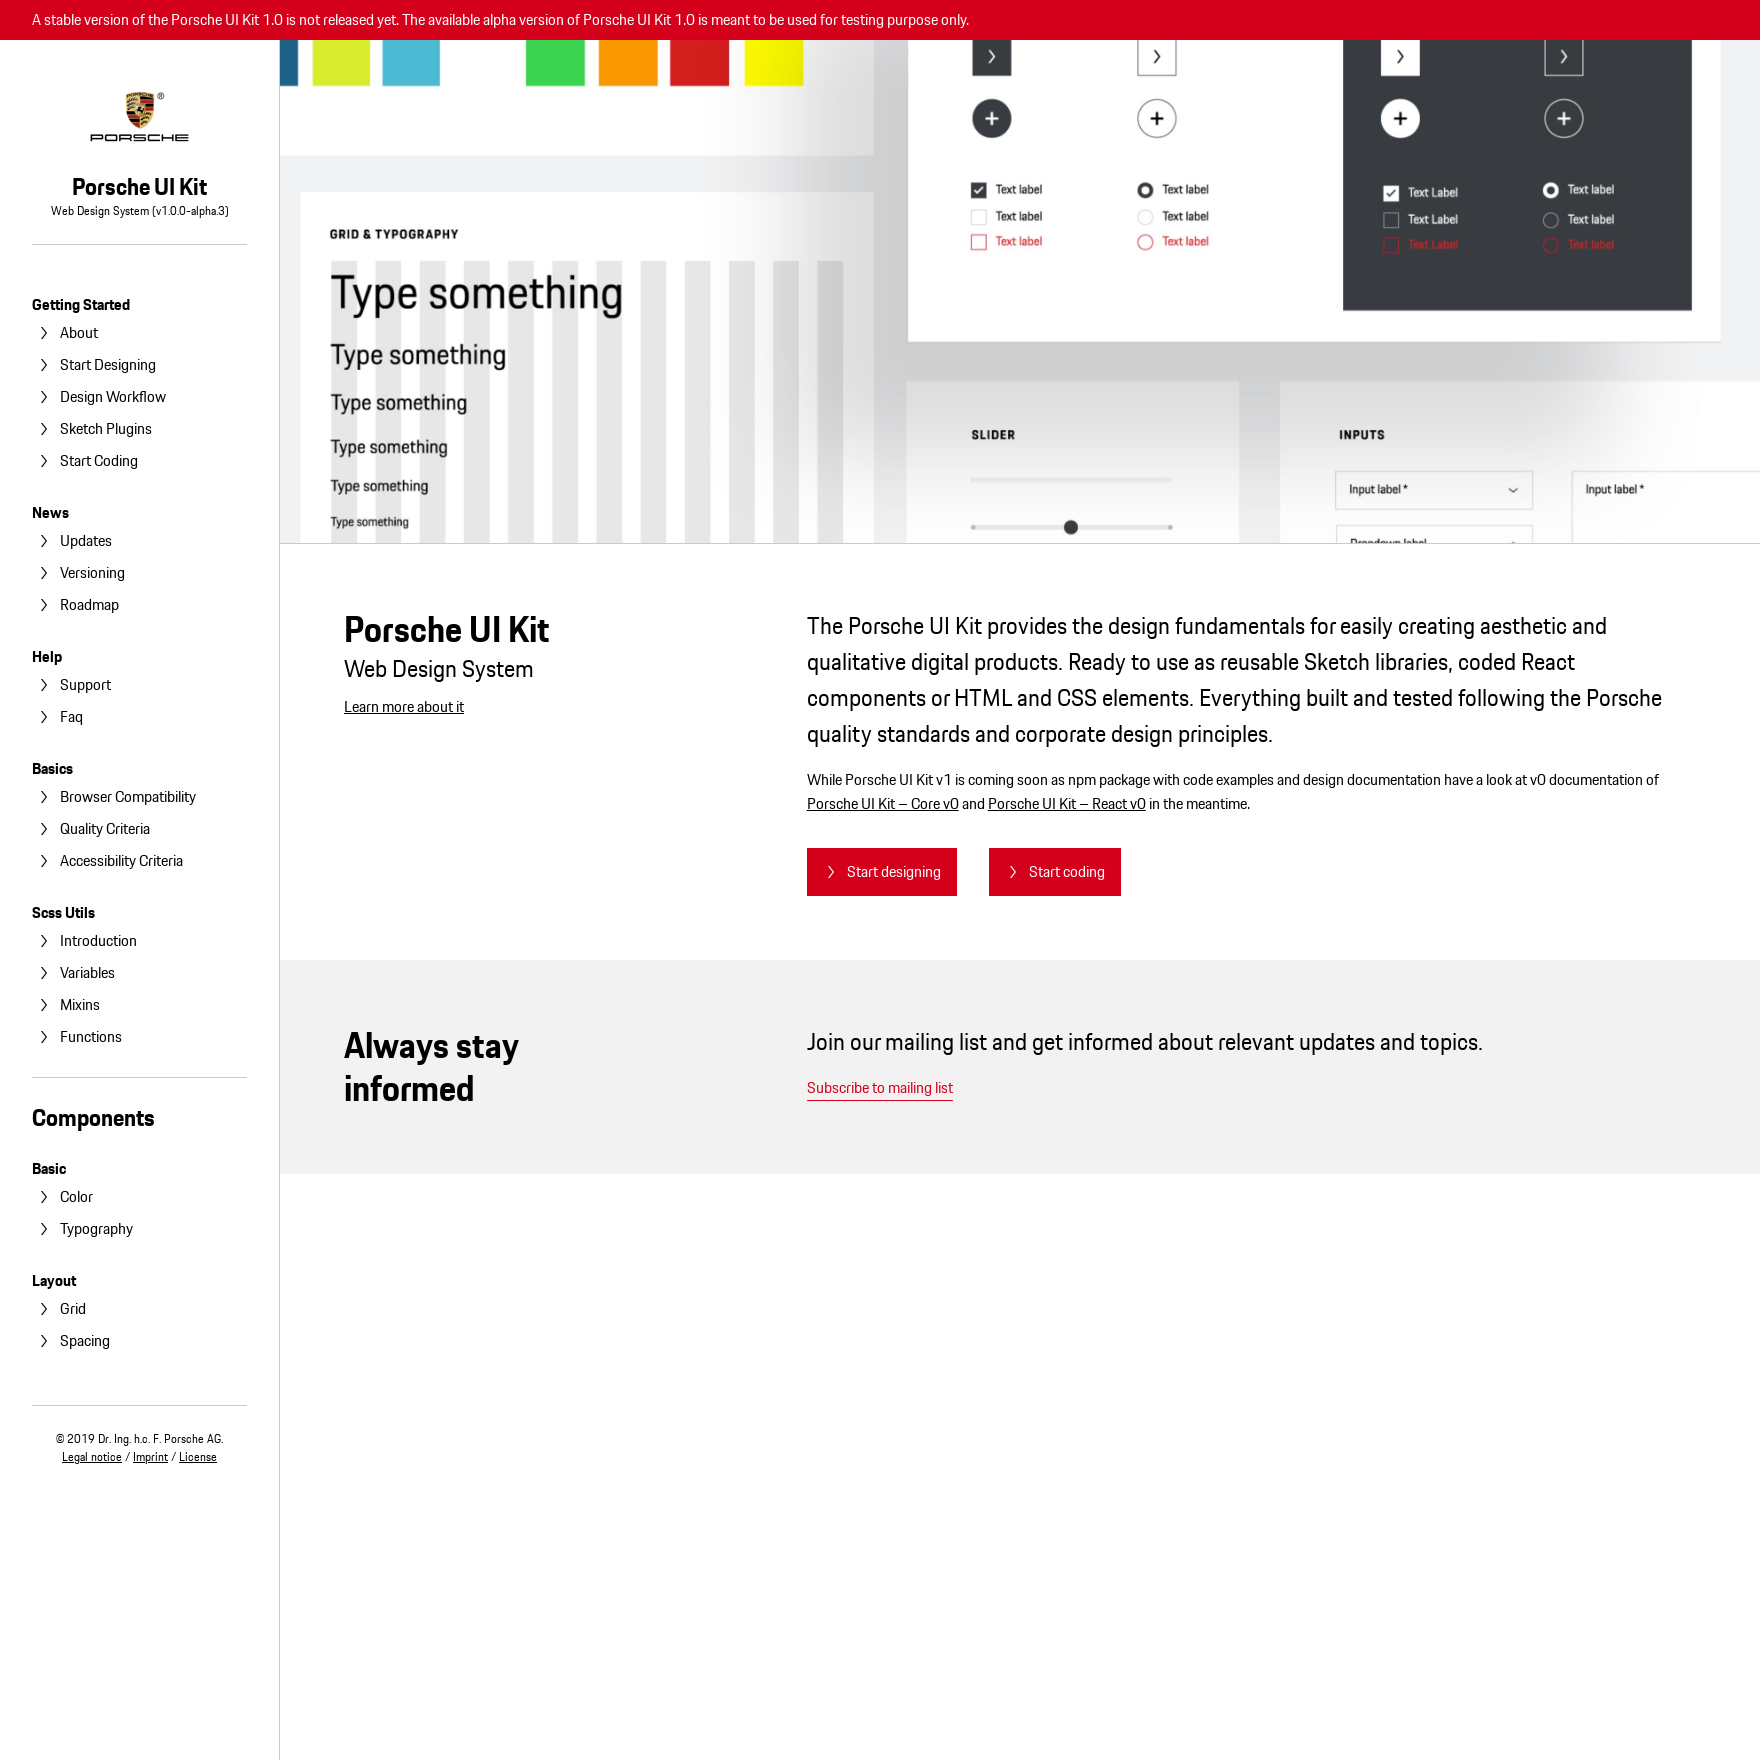 A stable version of the Porsche UI Kit 1.0 is not released yet. The available alpha version of Porsche UI Kit 1.0 is meant to be used for testing purpose only.
®
PORSCHE
Porsche UI Kit
Web Design System (v1.0.0-alpha.3)
Getting Started
About
Start Designing
Design Workflow
Sketch Plugins
Start Coding
News
Updates
Versioning
Roadmap
Help
Support
Faq
Basics
Browser Compatibility
Quality Criteria
Accessibility Criteria
Scss Utils
Introduction
Variables
Mixins
Functions
Components
Basic
Color
Typography
Layout
Grid
Spacing
© 2019 Dr. Ing. h.c. F. Porsche AG.
Legal notice / Imprint / License
GRID & TYPOGRAPHY
Type something
Type something
Type something
Type something
Type something
Type something
Text label
Text label
Text label
Text label
Text label
Text label
Text Label
Text Label
Text Label
Text label
Text label
Text label
SLIDER
INPUTS
Input label *
Input label *
Dropdown label
Porsche UI Kit
Web Design System
Learn more about it
The Porsche UI Kit provides the design fundamentals for easily creating aesthetic and
qualitative digital products. Ready to use as reusable Sketch libraries, coded React
components or HTML and CSS elements. Everything built and tested following the Porsche
quality standards and corporate design principles.
While Porsche UI Kit v1 is coming soon as npm package with code examples and design documentation have a look at v0 documentation of
Porsche UI Kit – Core v0 and Porsche UI Kit – React v0 in the meantime.
Start designing
Start coding
Always stay
informed
Join our mailing list and get informed about relevant updates and topics.
Subscribe to mailing list